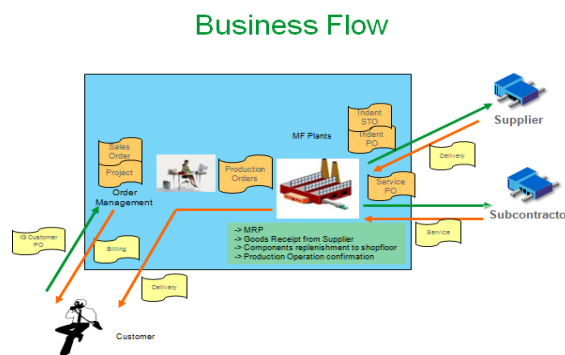 Business Flow
Indent
STO
Indent
PO
MF Plants
Supplier
Sales
Order
Project
Order
Management
Production
Orders
Delivery
Service
PO
Subcontracto
Service
IG Customer
PO
Billing
-> MRP
-> Goods Receipt from Supplier
-> Components replenishment to shopfloor
-> Production Operation confirmation
Delivery
Customer